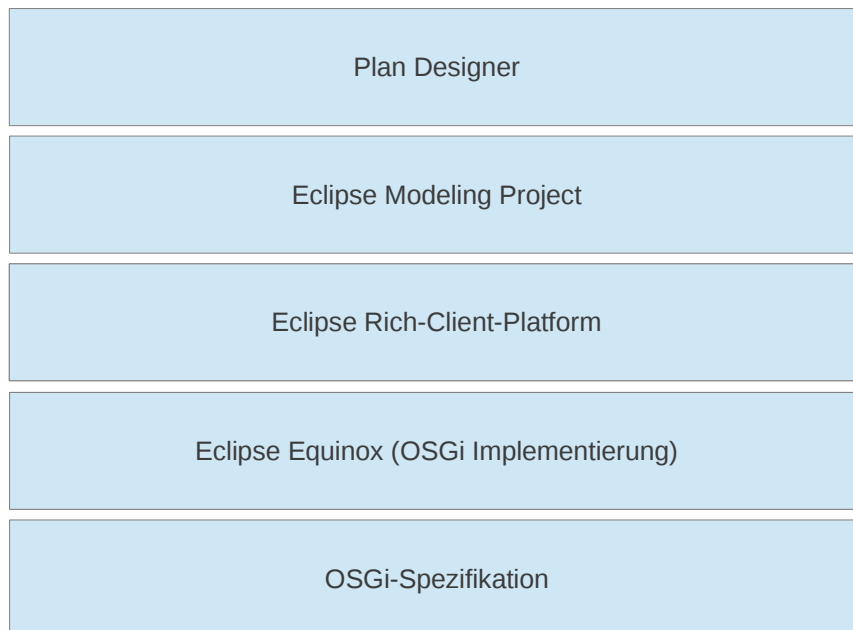 Plan Designer
Eclipse Modeling Project
Eclipse Rich-Client-Platform
Eclipse Equinox (OSGi Implementierung)
OSGi-Spezifikation